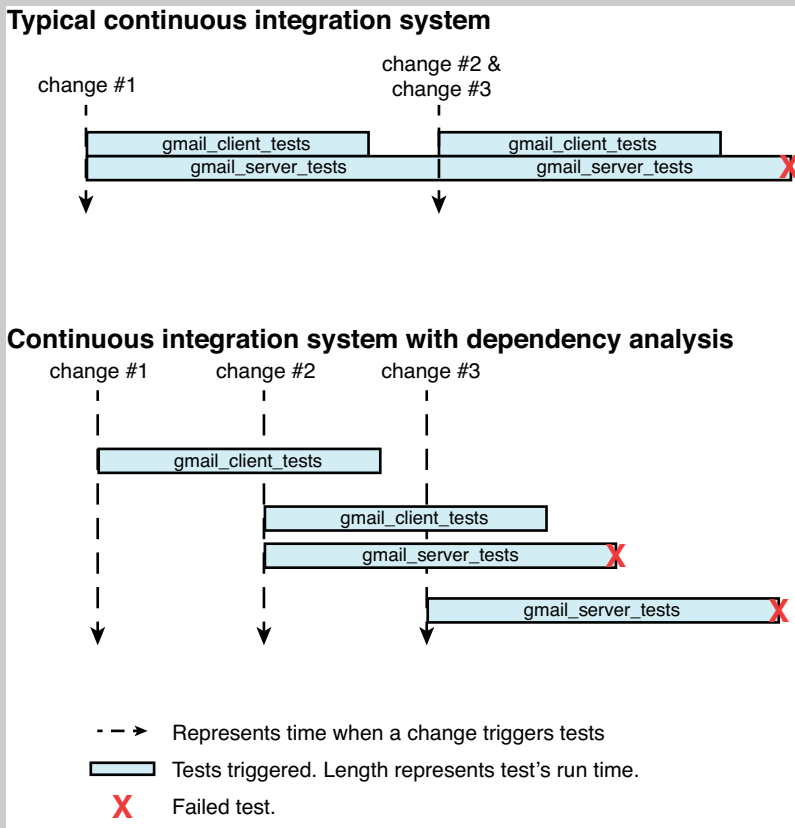 Typical continuous integration system
change #1
change #2 &
change #3
gmail_client_tests
gmail_client_tests
gmail_server_tests
gmail_server_tests
X
Continuous integration system with dependency analysis
change #1
change #2
change #3
gmail_client_tests
gmail_client_tests
gmail_server_tests
X
gmail_server_tests
X
Represents time when a change triggers tests
Tests triggered. Length represents test's run time.
X Failed test.